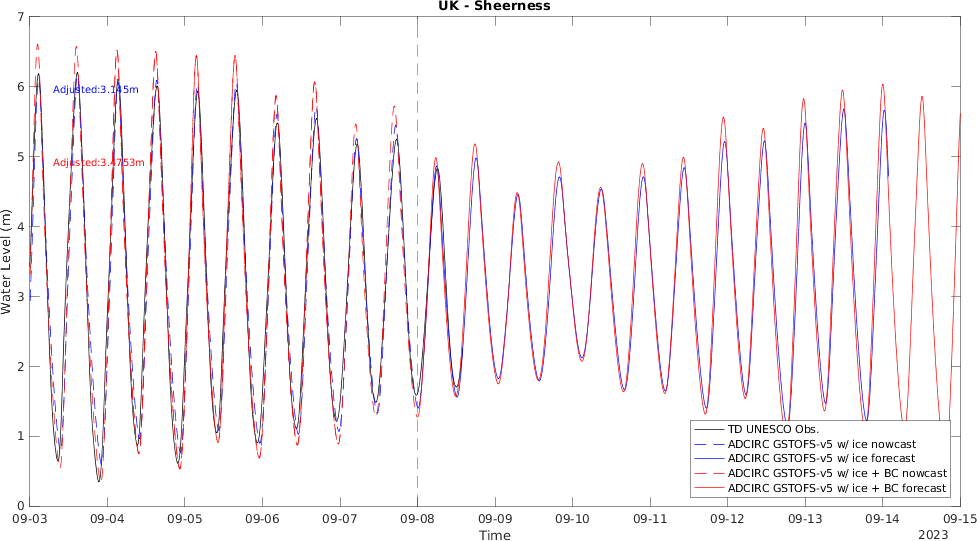 UK - Sheerness
7
6
5
4
3
2
1
0
Water Level (m)
Adjusted:3.145m
Adjusted:3.4753m
TD UNESCO Obs.
ADCIRC GSTOFS-v5 w/ ice nowcast
ADCIRC GSTOFS-v5 w/ ice forecast
ADCIRC GSTOFS-v5 w/ ice + BC nowcast
ADCIRC GSTOFS-v5 w/ ice + BC forecast
09-03 09-04 09-05 09-06 09-07 09-08 09-09 09-10 09-11 09-12 09-13 09-14 09-15
Time
2023